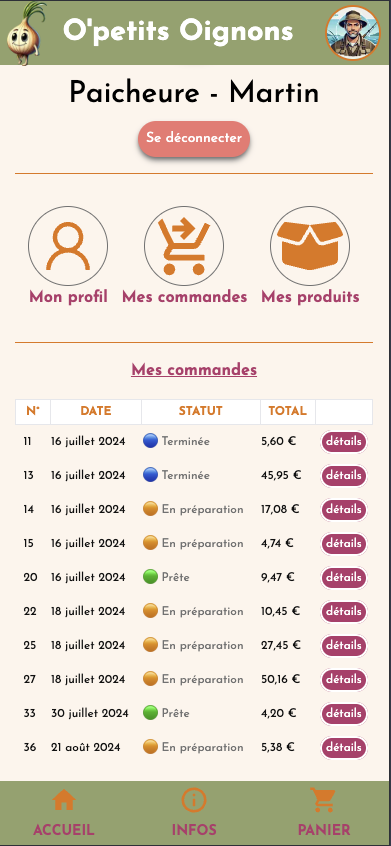 O'petits Oignons
Paicheure - Martin
Se déconnecter
Mon profil Mes commandes Mes produits
Mes commandes
N° DATE STATUT TOTAL
11 16 juillet 2024 Terminée 5,60 € détails
13 16 juillet 2024 Terminée 45,95 € détails
14 16 juillet 2024 En préparation 17,08 € détails
15 16 juillet 2024 En préparation 4,74 € détails
20 16 juillet 2024 Prête 9,47 € détails
22 18 juillet 2024 En préparation 10,45 € détails
25 18 juillet 2024 En préparation 27,45 € détails
27 18 juillet 2024 En préparation 50,16 € détails
33 30 juillet 2024 Prête 4,20 € détails
36 21 août 2024 En préparation 5,38 € détails
ACCUEIL INFOS PANIER